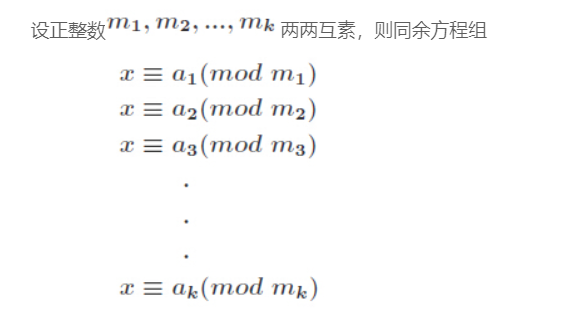 设正整数m₁, m₂, ..., mₖ 两两互素，则同余方程组
x ≡ a₁(mod m₁)
x ≡ a₂(mod m₂)
x ≡ a₃(mod m₃)
.
.
.
x ≡ aₖ(mod mₖ)